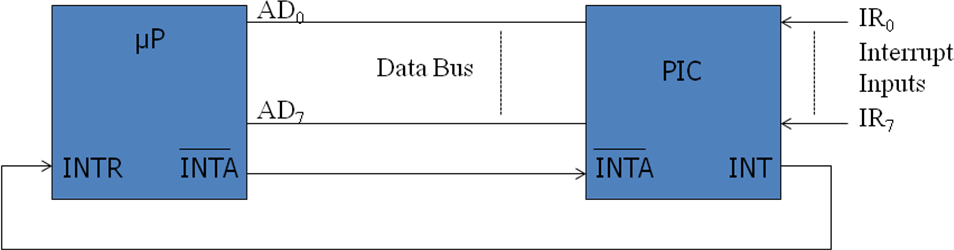 μP
AD₀
Data Bus
AD₇
INTR
INTA
PIC
INTA
INT
IR₀
Interrupt
Inputs
IR₇